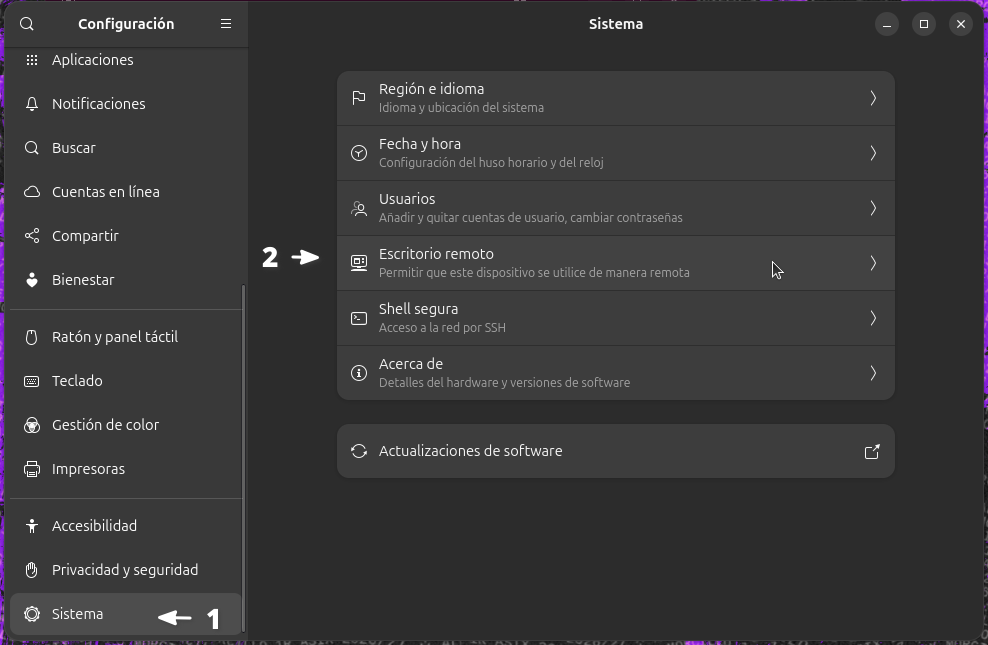 Configuración
Aplicaciones
Notificaciones
Buscar
Cuentas en línea
Compartir
Bienestar
Ratón y panel táctil
Teclado
Gestión de color
Impresoras
Accesibilidad
Privacidad y seguridad
Sistema
1
Sistema
Región e idioma
Idioma y ubicación del sistema
Fecha y hora
Configuración del huso horario y del reloj
Usuarios
Añadir y quitar cuentas de usuario, cambiar contraseñas
2
Escritorio remoto
Permitir que este dispositivo se utilice de manera remota
Shell segura
Acceso a la red por SSH
Acerca de
Detalles del hardware y versiones de software
Actualizaciones de software